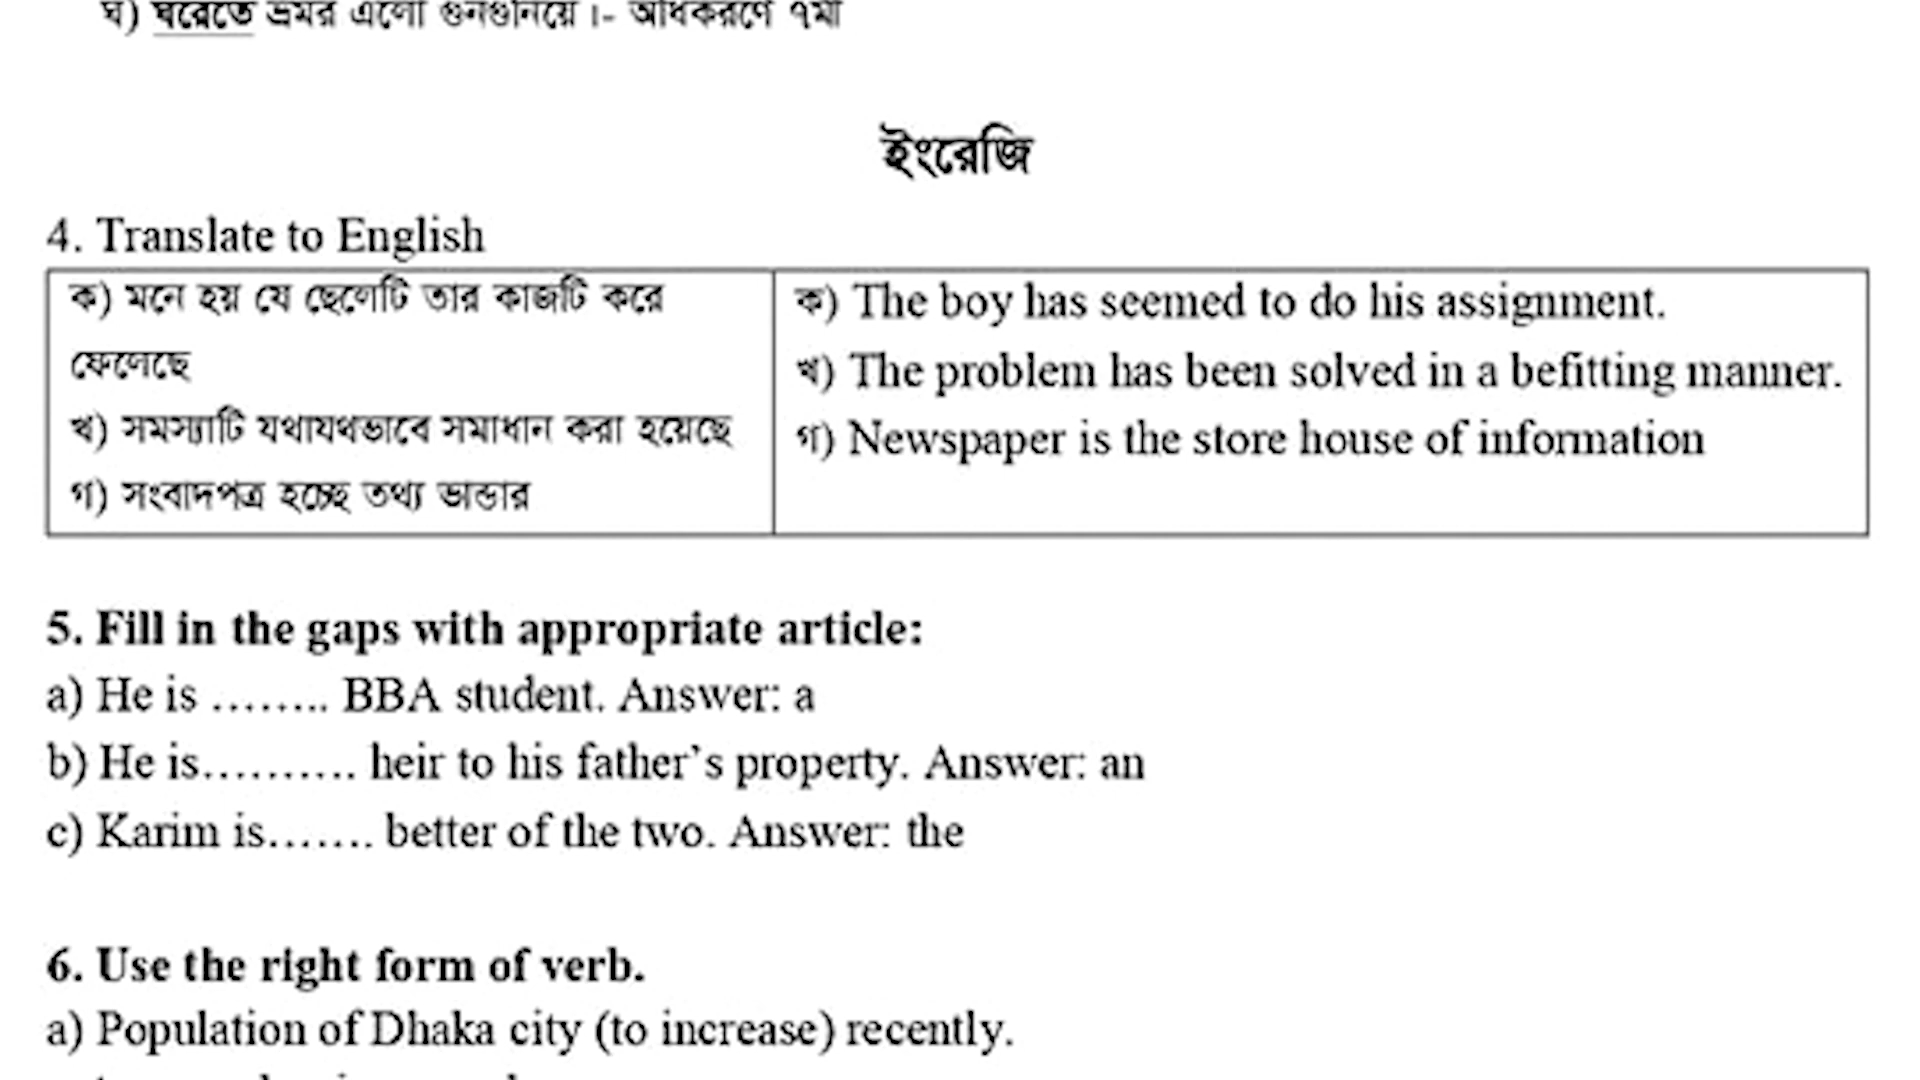 ঘ) ঘরেতে ভ্রমর এলো গুনগুনিয়ে।- অধিকরণে ৭মী
ইংরেজি
4. Translate to English
ক) মনে হয় যে ছেলেটি তার কাজটি করে
ফেলেছে
খ) সমস্যাটি যথাযথভাবে সমাধান করা হয়েছে
গ) সংবাদপত্র হচ্ছে তথ্য ভান্ডার
ক) The boy has seemed to do his assignment.
খ) The problem has been solved in a befitting manner.
গ) Newspaper is the store house of information
5. Fill in the gaps with appropriate article:
a) He is …….. BBA student. Answer: a
b) He is………. heir to his father’s property. Answer: an
c) Karim is……. better of the two. Answer: the
6. Use the right form of verb.
a) Population of Dhaka city (to increase) recently.